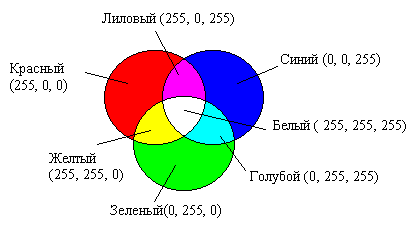 Лиловый (255, 0, 255)
Синий (0, 0, 255)
Красный
(255, 0, 0)
Белый ( 255, 255, 255)
Желтый
(255, 255, 0)
Голубой (0, 255, 255)
Зеленый(0, 255, 0)